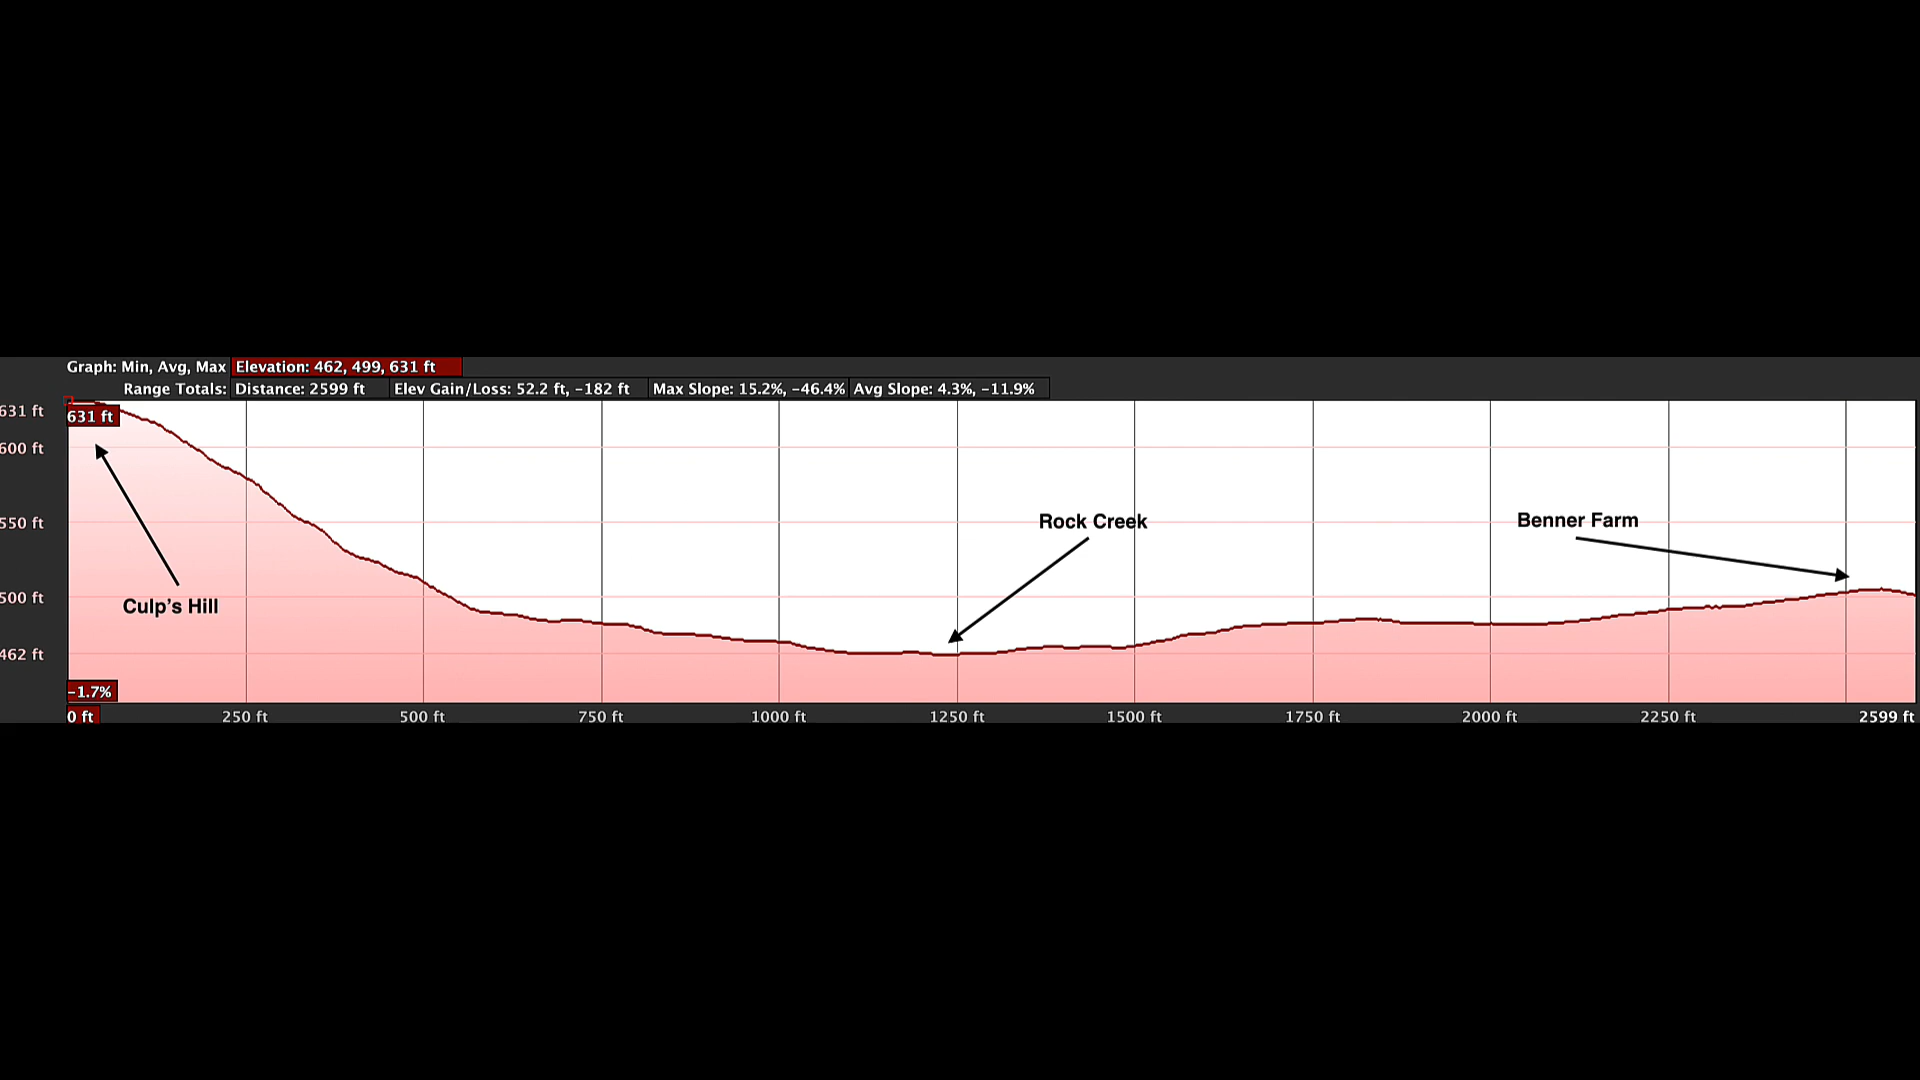 Graph: Min, Avg, Max Elevation: 462, 499, 631 ft
Range Totals: Distance: 2599 ft Elev Gain/Loss: 52.2 ft, -182 ft Max Slope: 15.2%, -46.4% Avg Slope: 4.3%, -11.9%
631 ft
631 ft
600 ft
550 ft
Rock Creek
Benner Farm
500 ft
Culp's Hill
462 ft
-1.7%
0 ft 250 ft 500 ft 750 ft 1000 ft 1250 ft 1500 ft 1750 ft 2000 ft 2250 ft 2599 ft